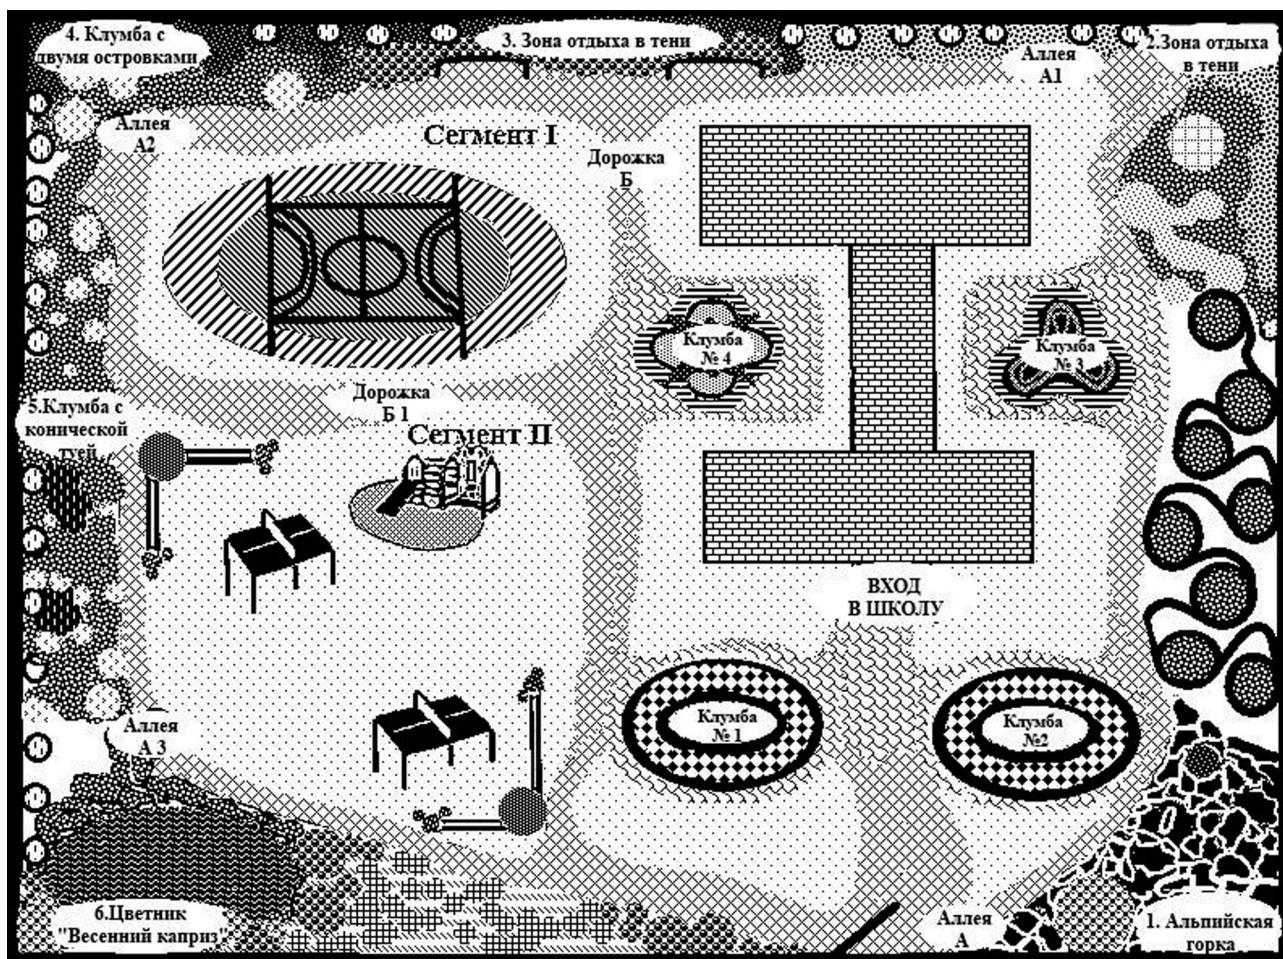 4. Клумба с
двумя островками
3. Зона отдыха в тени
Аллея
А1
2.Зона отдыха
в тени
Аллея
А2
Сегмент I
Дорожка
Б
Клумба
№ 4
Клумба
№ 3
Дорожка
Б 1
5.Клумба с
конической
туей
Сегмент II
ВХОД
В ШКОЛУ
Аллея
А 3
Клумба
№ 1
Клумба
№2
6.Цветник
"Весенний каприз"
Аллея
А
1. Альпийская
горка